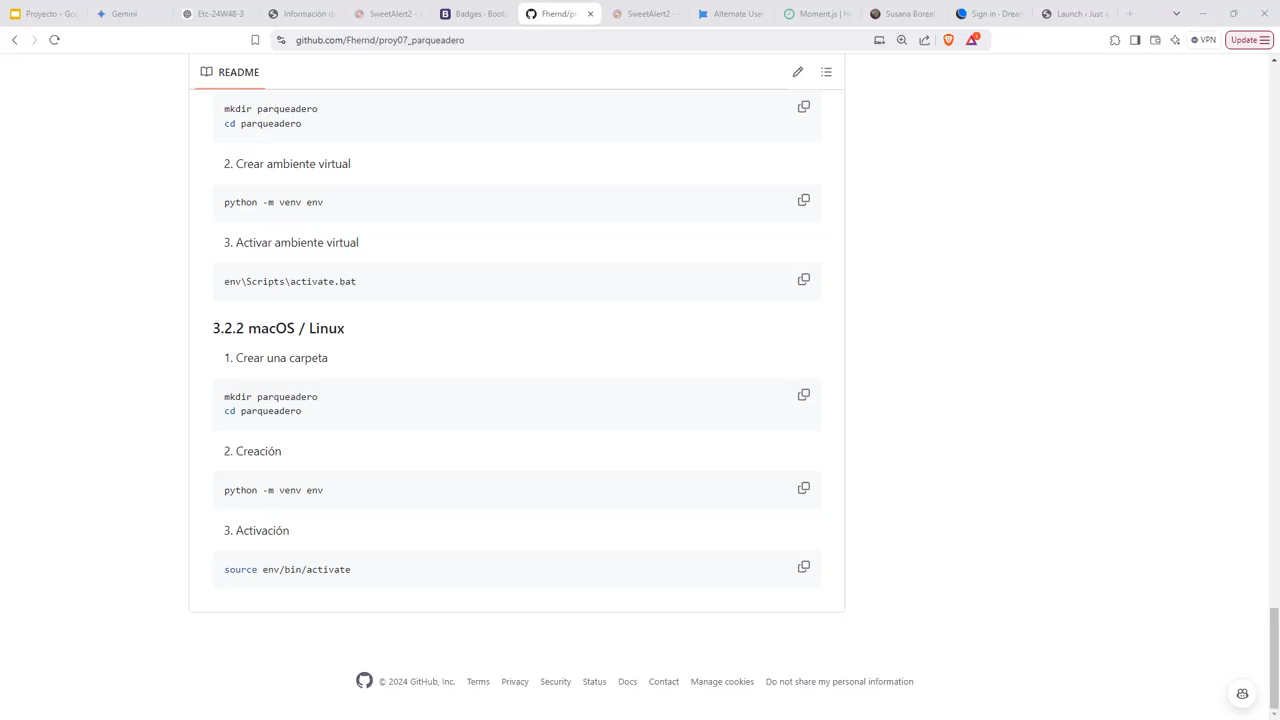 Proyecto - Goo
Gemini
Etc-24W48-3
Información d
SweetAlert2 - 
Badges · Boots
Fhernd/pr
SweetAlert2 - 
Alternate User
Moment.js | H
Susana Boreal
Sign in - Drea
Launch ‹ Just a
github.com/Fhernd/proy07_parqueadero
1
VPN
Update
README
mkdir parqueadero
cd parqueadero
2. Crear ambiente virtual
python -m venv env
3. Activar ambiente virtual
env\Scripts\activate.bat
3.2.2 macOS / Linux
1. Crear una carpeta
mkdir parqueadero
cd parqueadero
2. Creación
python -m venv env
3. Activación
source env/bin/activate
© 2024 GitHub, Inc. Terms Privacy Security Status Docs Contact Manage cookies Do not share my personal information